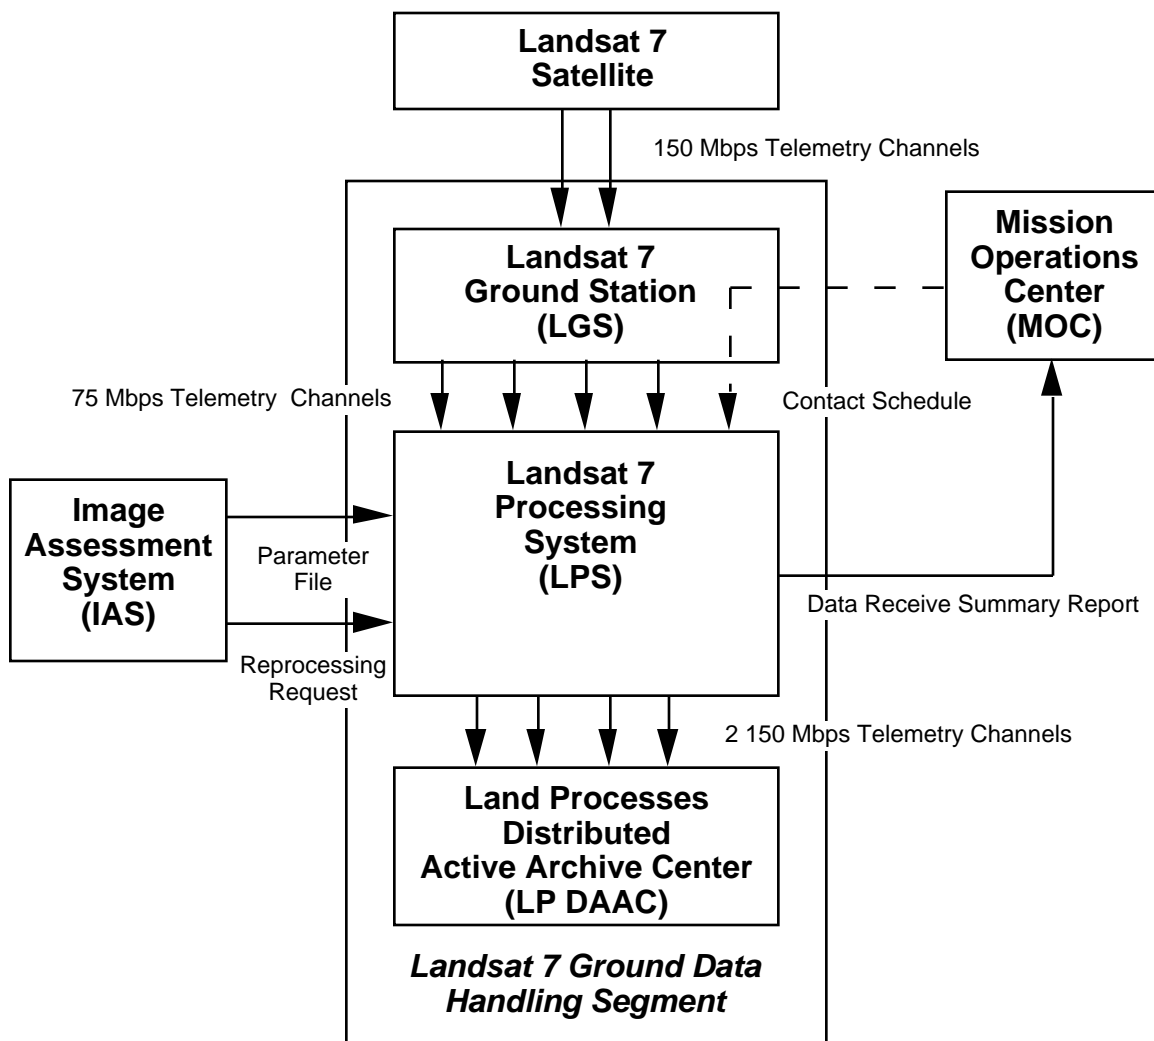 Landsat 7
Satellite
150 Mbps Telemetry Channels
Landsat 7
Ground Station
(LGS)
Mission
Operations
Center
(MOC)
75 Mbps Telemetry Channels
Contact Schedule
Landsat 7
Processing
System
(LPS)
Image
Assessment
System
(IAS)
Parameter
File
Reprocessing
Request
Data Receive Summary Report
2 150 Mbps Telemetry Channels
Land Processes
Distributed
Active Archive Center
(LP DAAC)
Landsat 7 Ground Data
Handling Segment